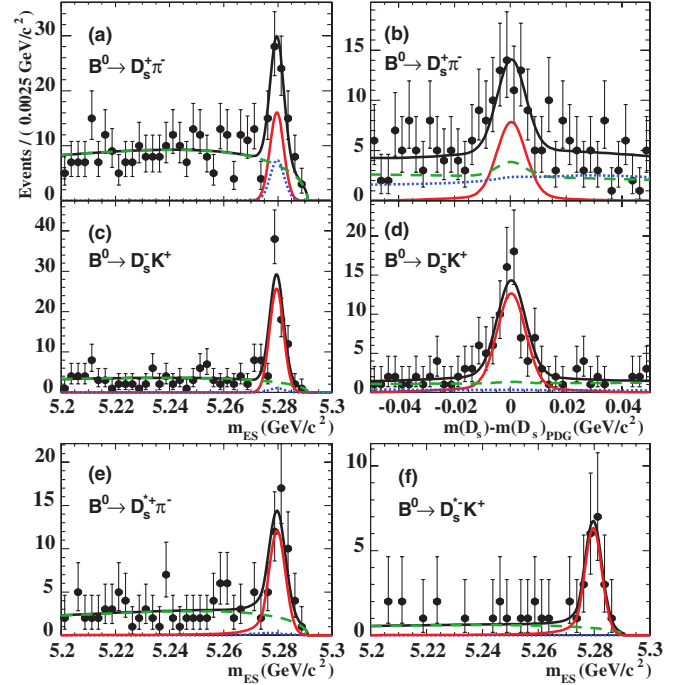 Events / ( 0.0025 GeV/c²)
(a)
B⁰→ Dₛ⁺π⁻
30
20
10
0
(b)
B⁰→ Dₛ⁺π⁻
15
10
5
0
(c)
B⁰→ Dₛ⁻K⁺
40
30
20
10
0
5.2 5.22 5.24 5.26 5.28 5.3
m_ES (GeV/c²)
(d)
B⁰→ Dₛ⁻K⁺
20
15
10
5
0
-0.04 -0.02 0 0.02 0.04
m(Dₛ)-m(Dₛ)_PDG(GeV/c²)
(e)
B⁰→ Dₛ*⁺π⁻
20
15
10
5
0
5.2 5.22 5.24 5.26 5.28 5.3
m_ES (GeV/c²)
(f)
B⁰→ Dₛ*⁻K⁺
10
5
0
5.2 5.22 5.24 5.26 5.28 5.3
m_ES (GeV/c²)